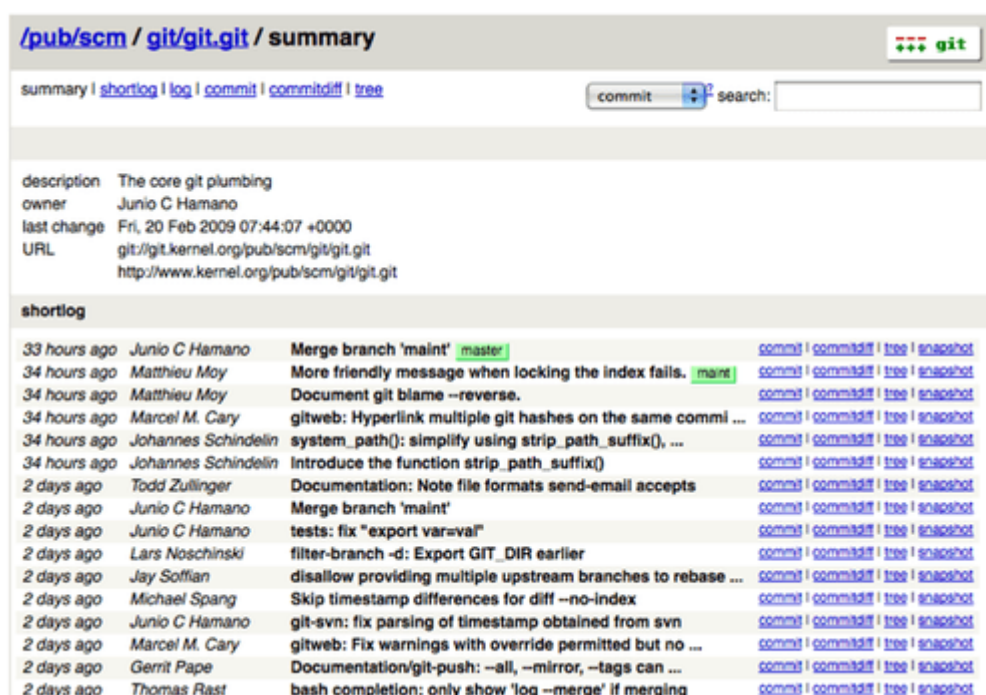 /pub/scm / git/git.git / summary
git
summary | shortlog | log | commit | commitdiff | tree
commit ? search:
description The core git plumbing
owner Junio C Hamano
last change Fri, 20 Feb 2009 07:44:07 +0000
URL git://git.kernel.org/pub/scm/git/git.git
http://www.kernel.org/pub/scm/git/git.git
shortlog
33 hours ago Junio C Hamano Merge branch 'maint' master commit | commitdiff | tree | snapshot
34 hours ago Matthieu Moy More friendly message when locking the index fails. maint commit | commitdiff | tree | snapshot
34 hours ago Matthieu Moy Document git blame --reverse. commit | commitdiff | tree | snapshot
34 hours ago Marcel M. Cary gitweb: Hyperlink multiple git hashes on the same commi ... commit | commitdiff | tree | snapshot
34 hours ago Johannes Schindelin system_path(): simplify using strip_path_suffix(), ... commit | commitdiff | tree | snapshot
34 hours ago Johannes Schindelin Introduce the function strip_path_suffix() commit | commitdiff | tree | snapshot
2 days ago Todd Zullinger Documentation: Note file formats send-email accepts commit | commitdiff | tree | snapshot
2 days ago Junio C Hamano Merge branch 'maint' commit | commitdiff | tree | snapshot
2 days ago Junio C Hamano tests: fix "export var=val" commit | commitdiff | tree | snapshot
2 days ago Lars Noschinski filter-branch -d: Export GIT_DIR earlier commit | commitdiff | tree | snapshot
2 days ago Jay Soffian disallow providing multiple upstream branches to rebase ... commit | commitdiff | tree | snapshot
2 days ago Michael Spang Skip timestamp differences for diff --no-index commit | commitdiff | tree | snapshot
2 days ago Junio C Hamano git-svn: fix parsing of timestamp obtained from svn commit | commitdiff | tree | snapshot
2 days ago Marcel M. Cary gitweb: Fix warnings with override permitted but no ... commit | commitdiff | tree | snapshot
2 days ago Gerrit Pape Documentation/git-push: --all, --mirror, --tags can ... commit | commitdiff | tree | snapshot
2 days ago Thomas Rast bash completion: only show 'log --merge' if merging commit | commitdiff | tree | snapshot